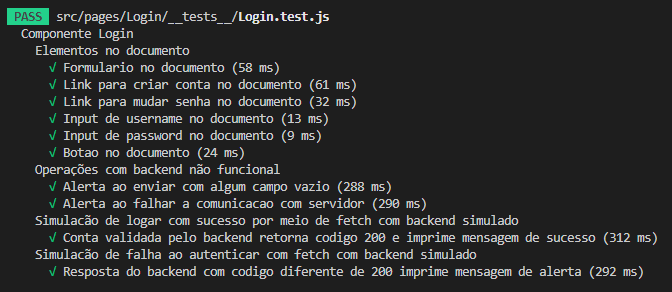 PASS src/pages/Login/__tests__/Login.test.js
Componente Login
Elementos no documento
√ Formulario no documento (58 ms)
√ Link para criar conta no documento (61 ms)
√ Link para mudar senha no documento (32 ms)
√ Input de username no documento (13 ms)
√ Input de password no documento (9 ms)
√ Botao no documento (24 ms)
Operações com backend não funcional
√ Alerta ao enviar com algum campo vazio (288 ms)
√ Alerta ao falhar a comunicacao com servidor (290 ms)
Simulacão de logar com sucesso por meio de fetch com backend simulado
√ Conta validada pelo backend retorna codigo 200 e imprime mensagem de sucesso (312 ms)
Simulacão de falha ao autenticar com fetch com backend simulado
√ Resposta do backend com codigo diferente de 200 imprime mensagem de alerta (292 ms)